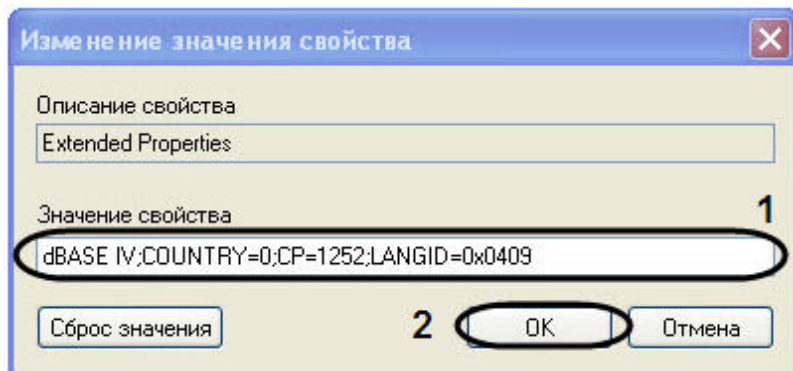 Изменение значения свойства
Описание свойства
Extended Properties
Значение свойства
1
dBASE IV;COUNTRY=0;CP=1252;LANGID=0x0409
Сброс значения 2 OK Отмена